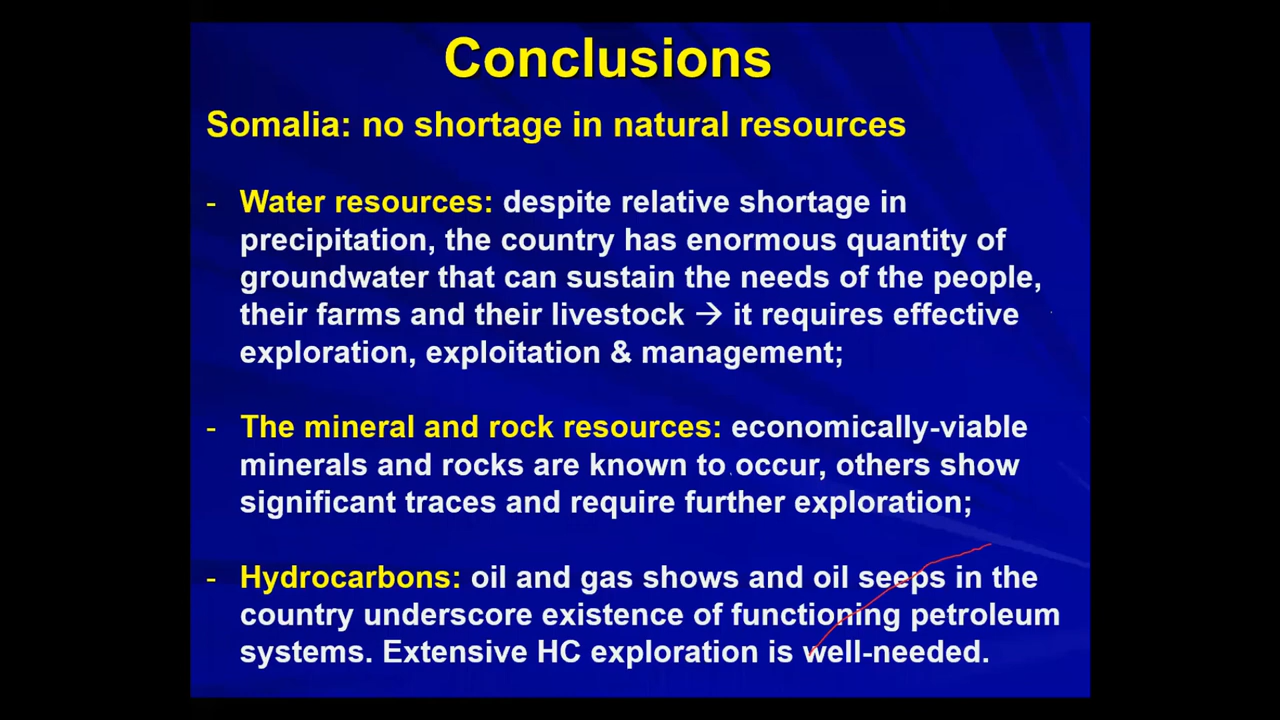 Conclusions
Somalia: no shortage in natural resources
- Water resources: despite relative shortage in
precipitation, the country has enormous quantity of
groundwater that can sustain the needs of the people,
their farms and their livestock → it requires effective
exploration, exploitation & management;
- The mineral and rock resources: economically-viable
minerals and rocks are known to occur, others show
significant traces and require further exploration;
- Hydrocarbons: oil and gas shows and oil seeps in the
country underscore existence of functioning petroleum
systems. Extensive HC exploration is well-needed.